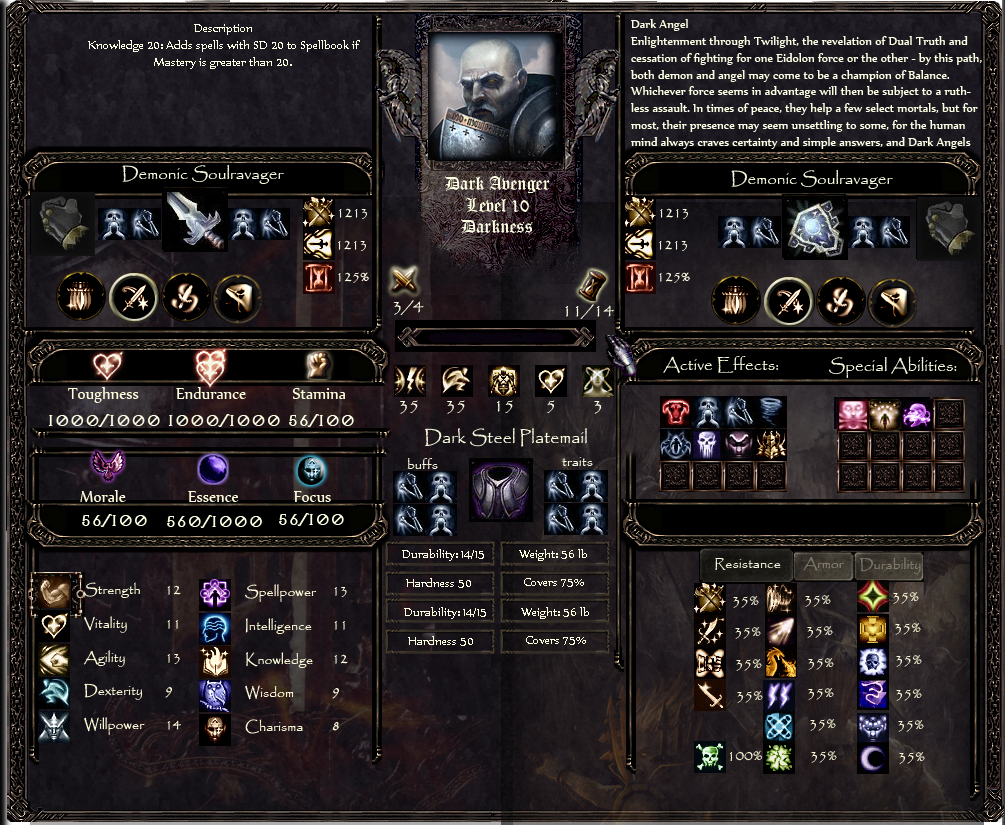 Description
Knowledge 20: Adds spells with SD 20 to Spellbook if
Mastery is greater than 20.
Dark Angel
Enlightenment through Twilight, the revelation of Dual Truth and
cessation of fighting for one Eidolon force or the other - by this path,
both demon and angel may come to be a champion of Balance.
Whichever force seems in advantage will then be subject to a ruth-
less assault. In times of peace, they help a few select mortals, but for
most, their presence may seem unsettling to some, for the human
mind always craves certainty and simple answers, and Dark Angels
Dark Avenger
Level 10
Darkness
Demonic Soulravager
1213
1213
125%
Demonic Soulravager
1213
1213
125%
3/4
11/14
Toughness
Endurance
Stamina
1000/1000
1000/1000
56/100
Morale
Essence
Focus
56/100
560/1000
56/100
35
35
15
5
3
Dark Steel Platemail
buffs
traits
Durability: 14/15
Weight: 56 lb
Hardness 50
Covers 75%
Durability: 14/15
Weight: 56 lb
Hardness 50
Covers 75%
Active Effects:
Special Abilities:
Strength 12
Spellpower 13
Vitality 11
Intelligence 11
Agility 13
Knowledge 12
Dexterity 9
Wisdom 9
Willpower 14
Charisma 8
Resistance
Armor
Durability
35% 35% 35%
35% 35% 35%
35% 35% 35%
35% 35% 35%
35% 35%
100% 35% 35%